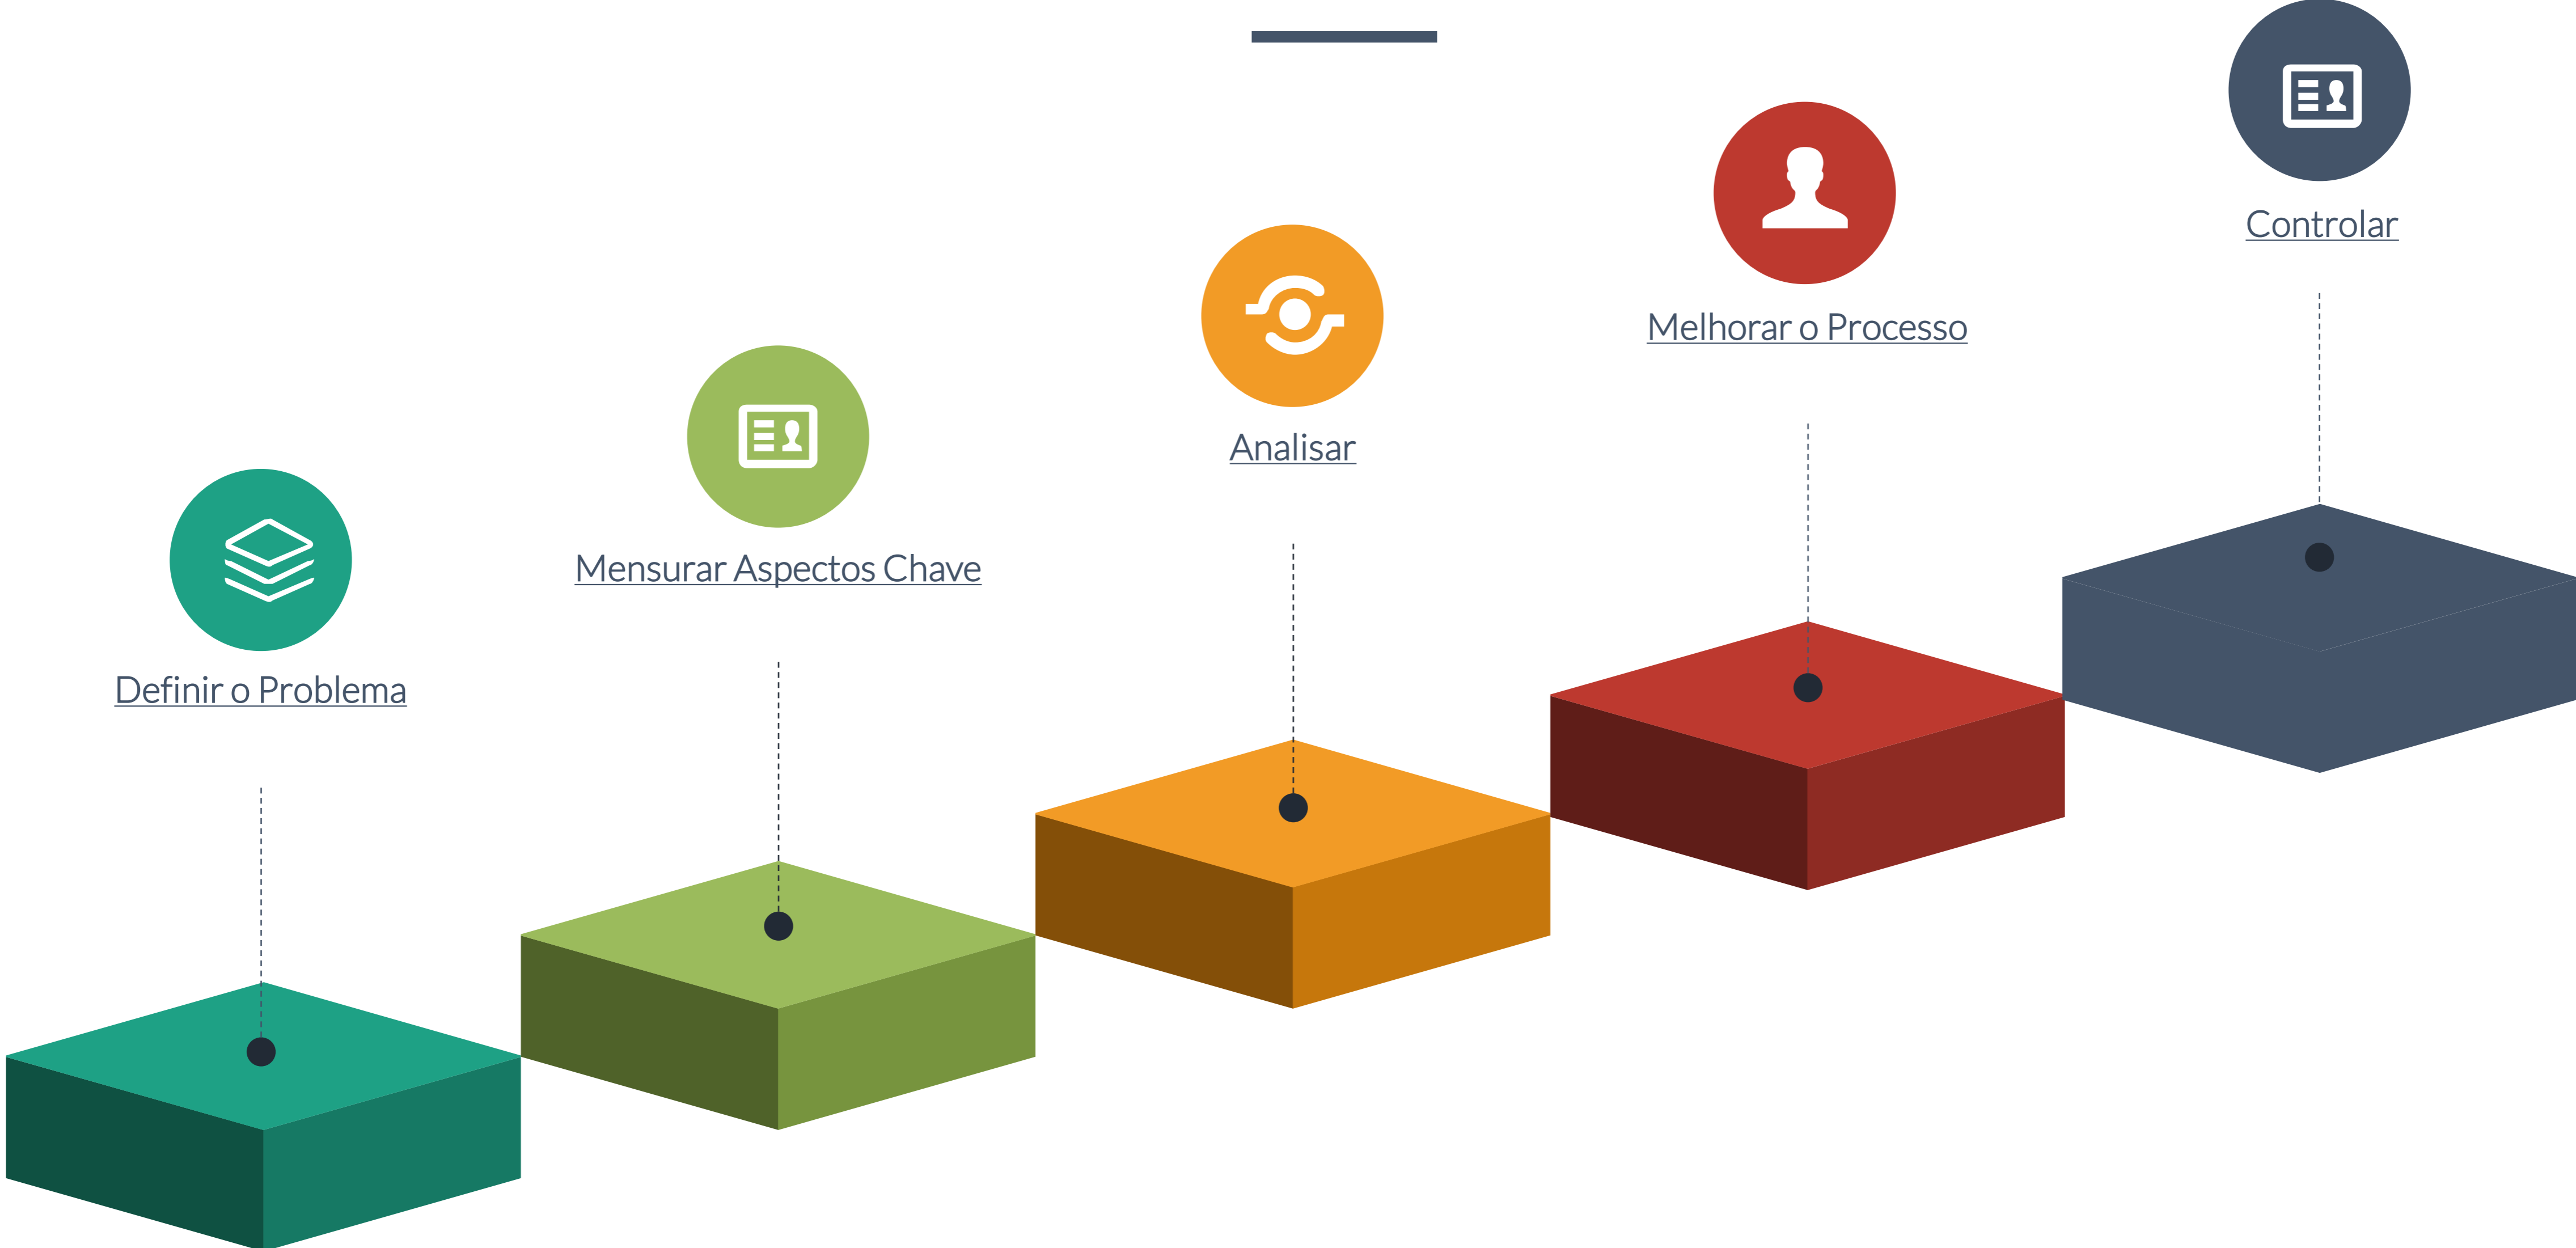 Definir o Problema
Mensurar Aspectos Chave
Analisar
Melhorar o Processo
Controlar